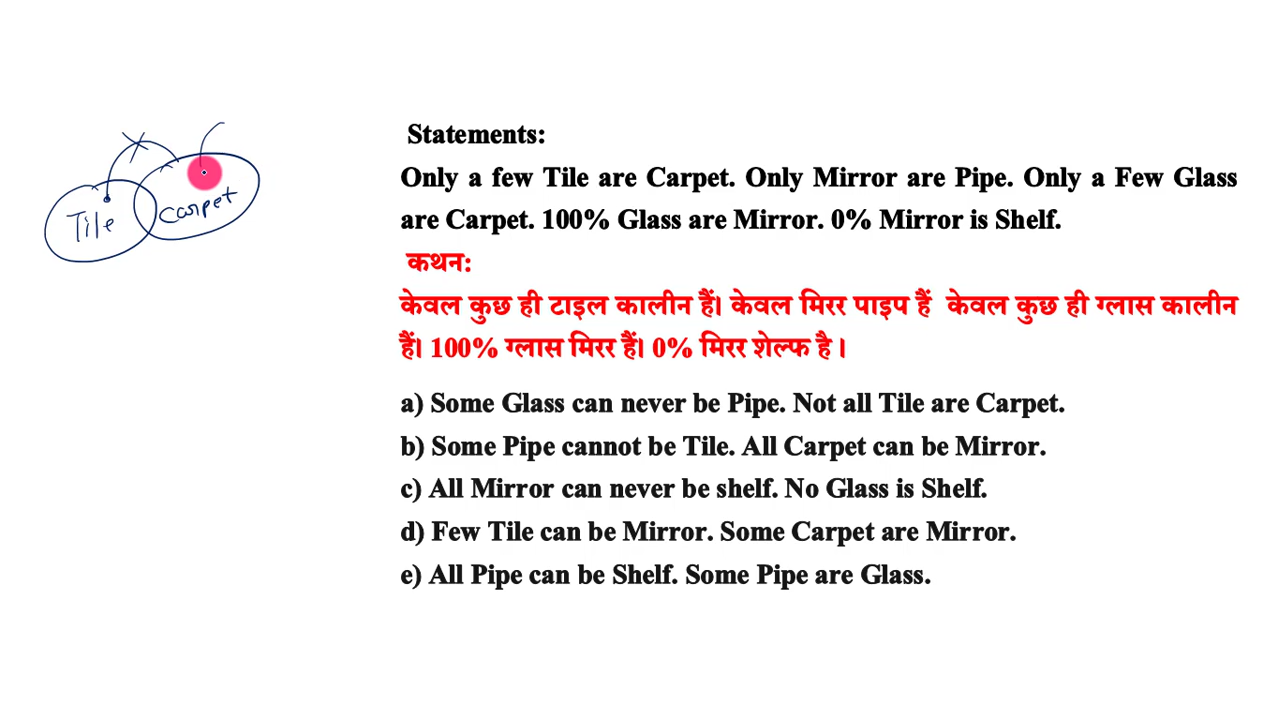 Tile
carpet
Statements:
Only a few Tile are Carpet. Only Mirror are Pipe. Only a Few Glass
are Carpet. 100% Glass are Mirror. 0% Mirror is Shelf.
कथन:
केवल कुछ ही टाइल कालीन हैं। केवल मिरर पाइप हैं केवल कुछ ही ग्लास कालीन
हैं। 100% ग्लास मिरर हैं। 0% मिरर शेल्फ है।
a) Some Glass can never be Pipe. Not all Tile are Carpet.
b) Some Pipe cannot be Tile. All Carpet can be Mirror.
c) All Mirror can never be shelf. No Glass is Shelf.
d) Few Tile can be Mirror. Some Carpet are Mirror.
e) All Pipe can be Shelf. Some Pipe are Glass.